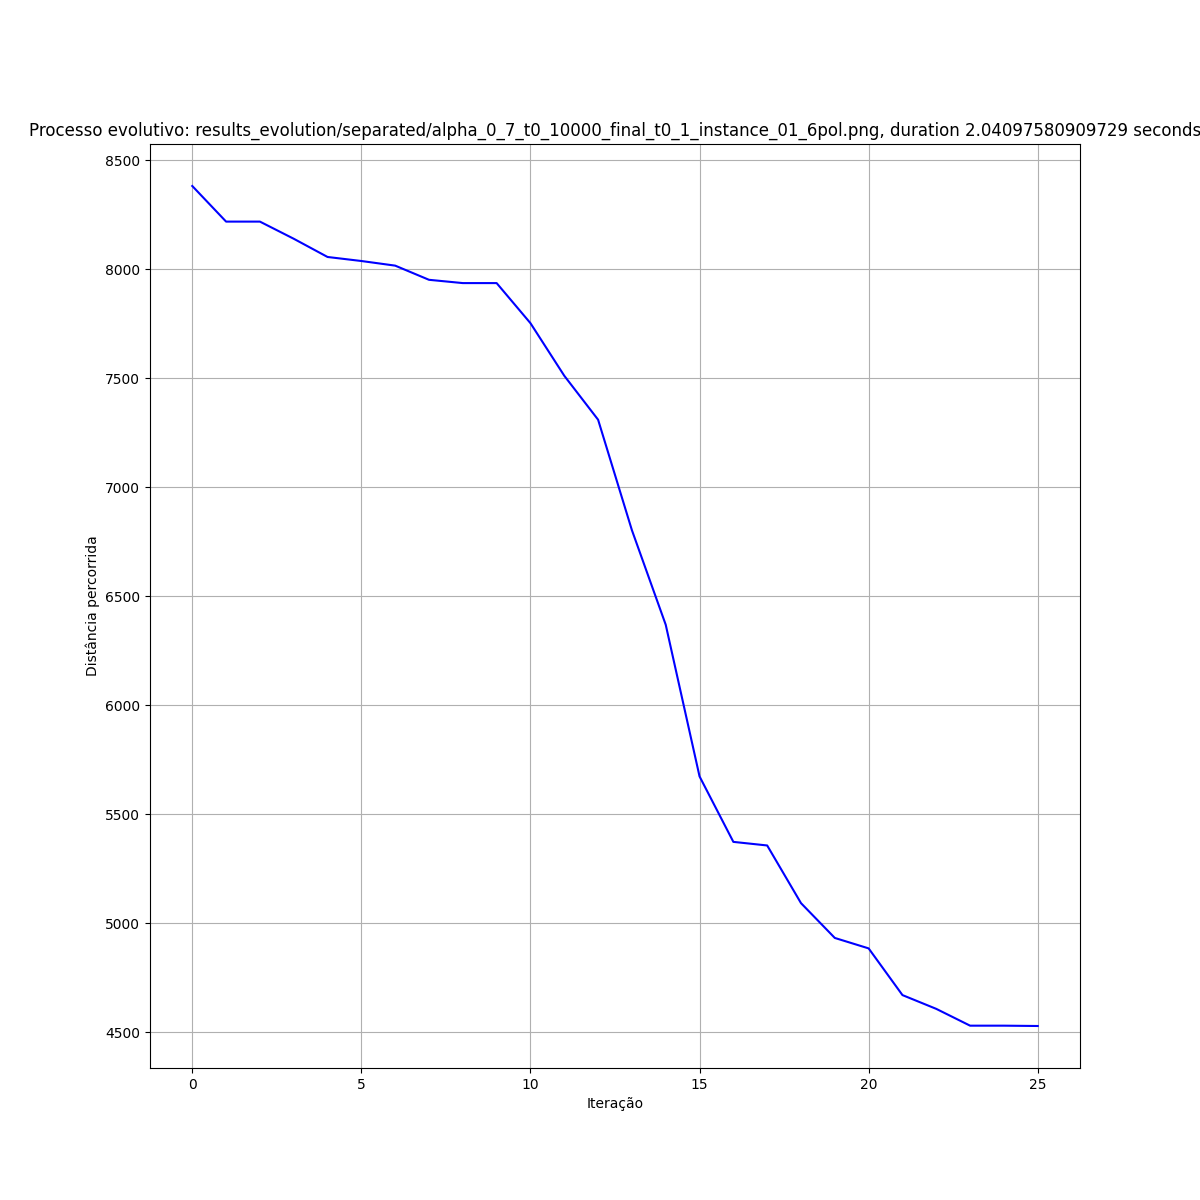 Processo evolutivo: results_evolution/separated/alpha_0_7_t0_10000_final_t0_1_instance_01_6pol.png, duration 2.04097580909729 seconds
8500
8000
7500
7000
6500
6000
5500
5000
4500
Distância percorrida
0 5 10 15 20 25
Iteração